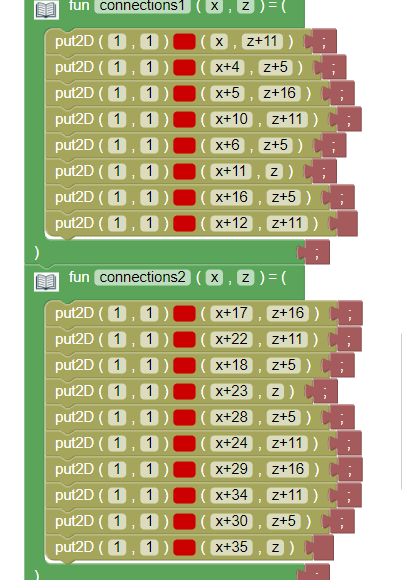 fun connections1 ( x , z ) = (
put2D ( 1 , 1 ) ( x , z+11 ) ;
put2D ( 1 , 1 ) ( x+4 , z+5 ) ;
put2D ( 1 , 1 ) ( x+5 , z+16 ) ;
put2D ( 1 , 1 ) ( x+10 , z+11 ) ;
put2D ( 1 , 1 ) ( x+6 , z+5 ) ;
put2D ( 1 , 1 ) ( x+11 , z ) ;
put2D ( 1 , 1 ) ( x+16 , z+5 ) ;
put2D ( 1 , 1 ) ( x+12 , z+11 ) ;
) ;
fun connections2 ( x , z ) = (
put2D ( 1 , 1 ) ( x+17 , z+16 ) ;
put2D ( 1 , 1 ) ( x+22 , z+11 ) ;
put2D ( 1 , 1 ) ( x+18 , z+5 ) ;
put2D ( 1 , 1 ) ( x+23 , z ) ;
put2D ( 1 , 1 ) ( x+28 , z+5 ) ;
put2D ( 1 , 1 ) ( x+24 , z+11 ) ;
put2D ( 1 , 1 ) ( x+29 , z+16 ) ;
put2D ( 1 , 1 ) ( x+34 , z+11 ) ;
put2D ( 1 , 1 ) ( x+30 , z+5 ) ;
put2D ( 1 , 1 ) ( x+35 , z )
) ;